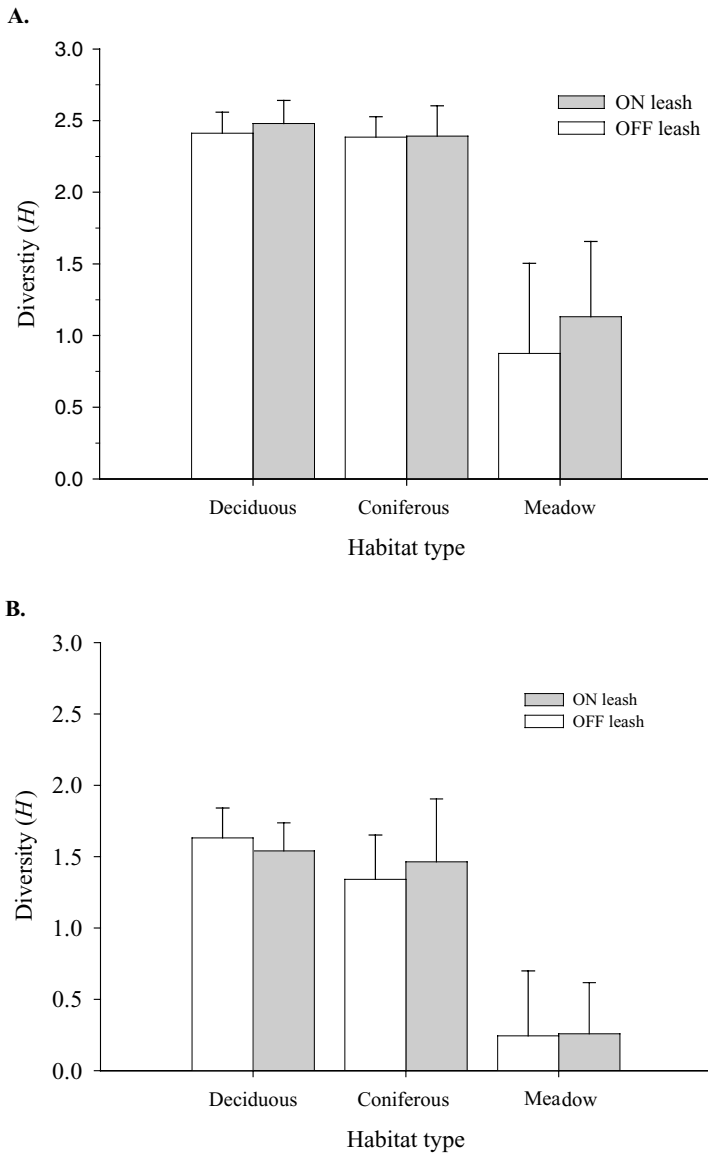 A.
3.0
2.5
2.0
1.5
1.0
0.5
0.0
Diverstiy (H)
ON leash
OFF leash
Deciduous Coniferous Meadow
Habitat type
B.
3.0
2.5
2.0
1.5
1.0
0.5
0.0
Diversity (H)
ON leash
OFF leash
Deciduous Coniferous Meadow
Habitat type